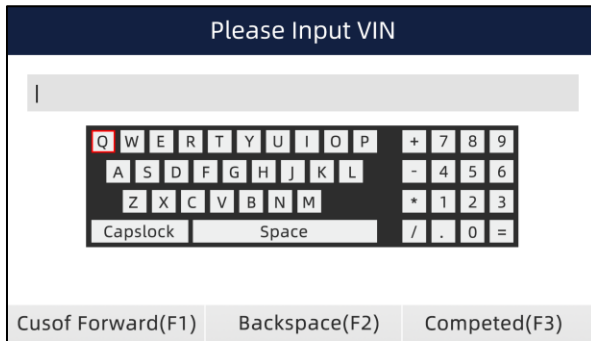 Please Input VIN
Q W E R T Y U I O P + 7 8 9
A S D F G H J K L - 4 5 6
Z X C V B N M * 1 2 3
Capslock Space / . 0 =
Cusof Forward(F1) Backspace(F2) Competed(F3)